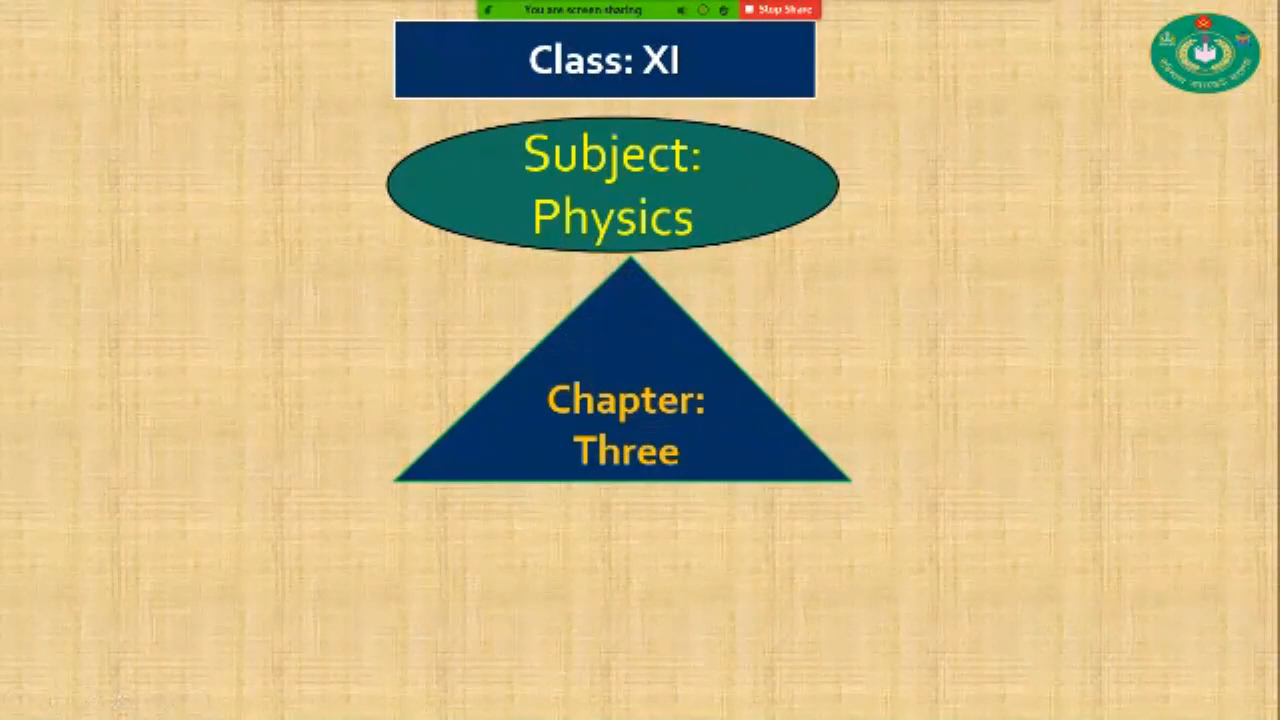 You are screen sharing
Stop Share
Class: XI
Subject:
Physics
Chapter:
Three